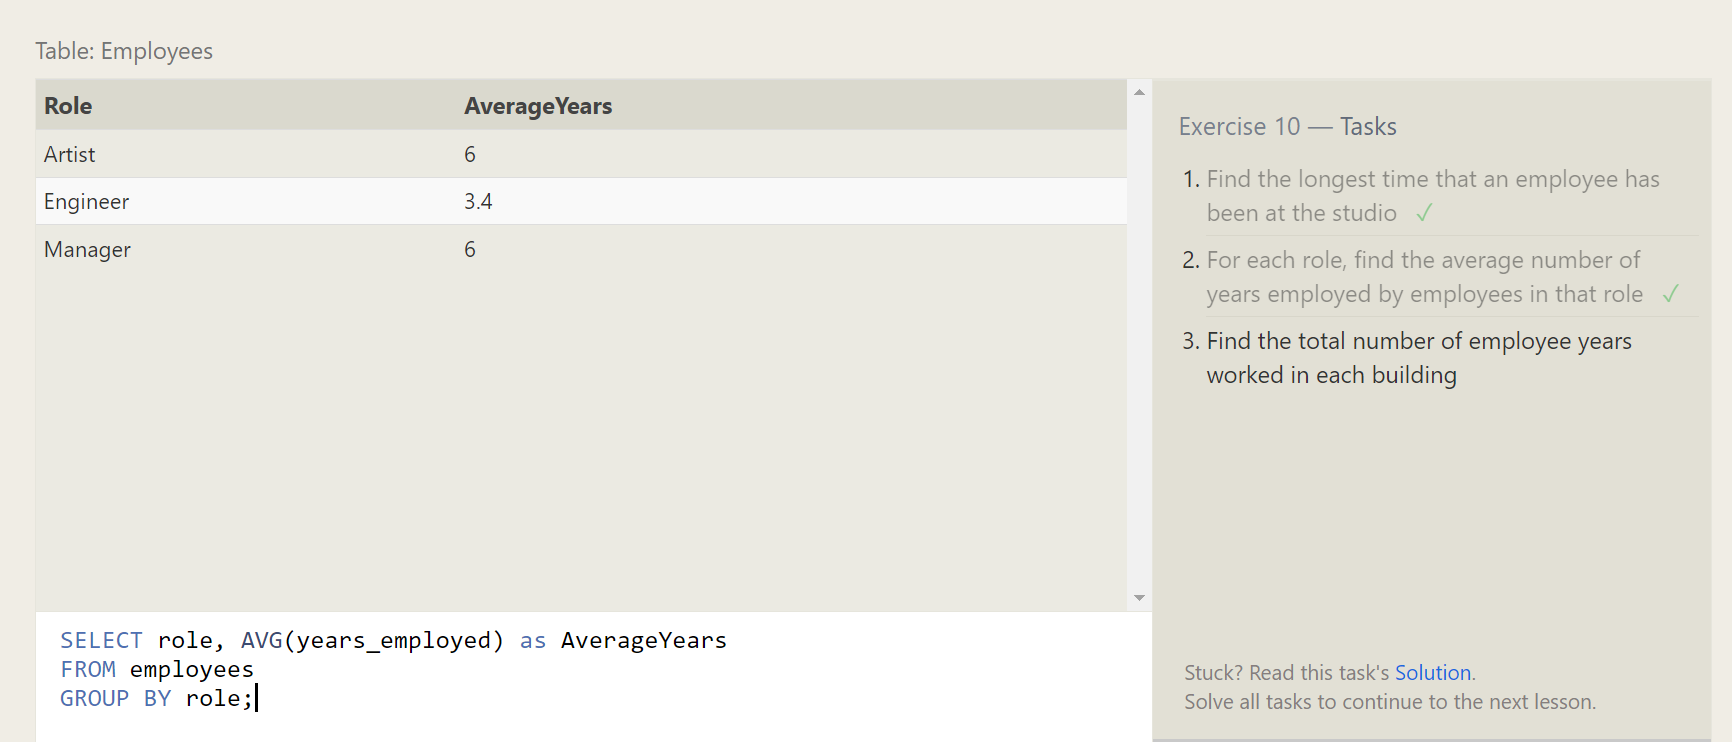 Table: Employees
Role AverageYears
Artist 6
Engineer 3.4
Manager 6
SELECT role, AVG(years_employed) as AverageYears
FROM employees
GROUP BY role;
Exercise 10 — Tasks
1. Find the longest time that an employee has
been at the studio ✓
2. For each role, find the average number of
years employed by employees in that role ✓
3. Find the total number of employee years
worked in each building
Stuck? Read this task's Solution.
Solve all tasks to continue to the next lesson.